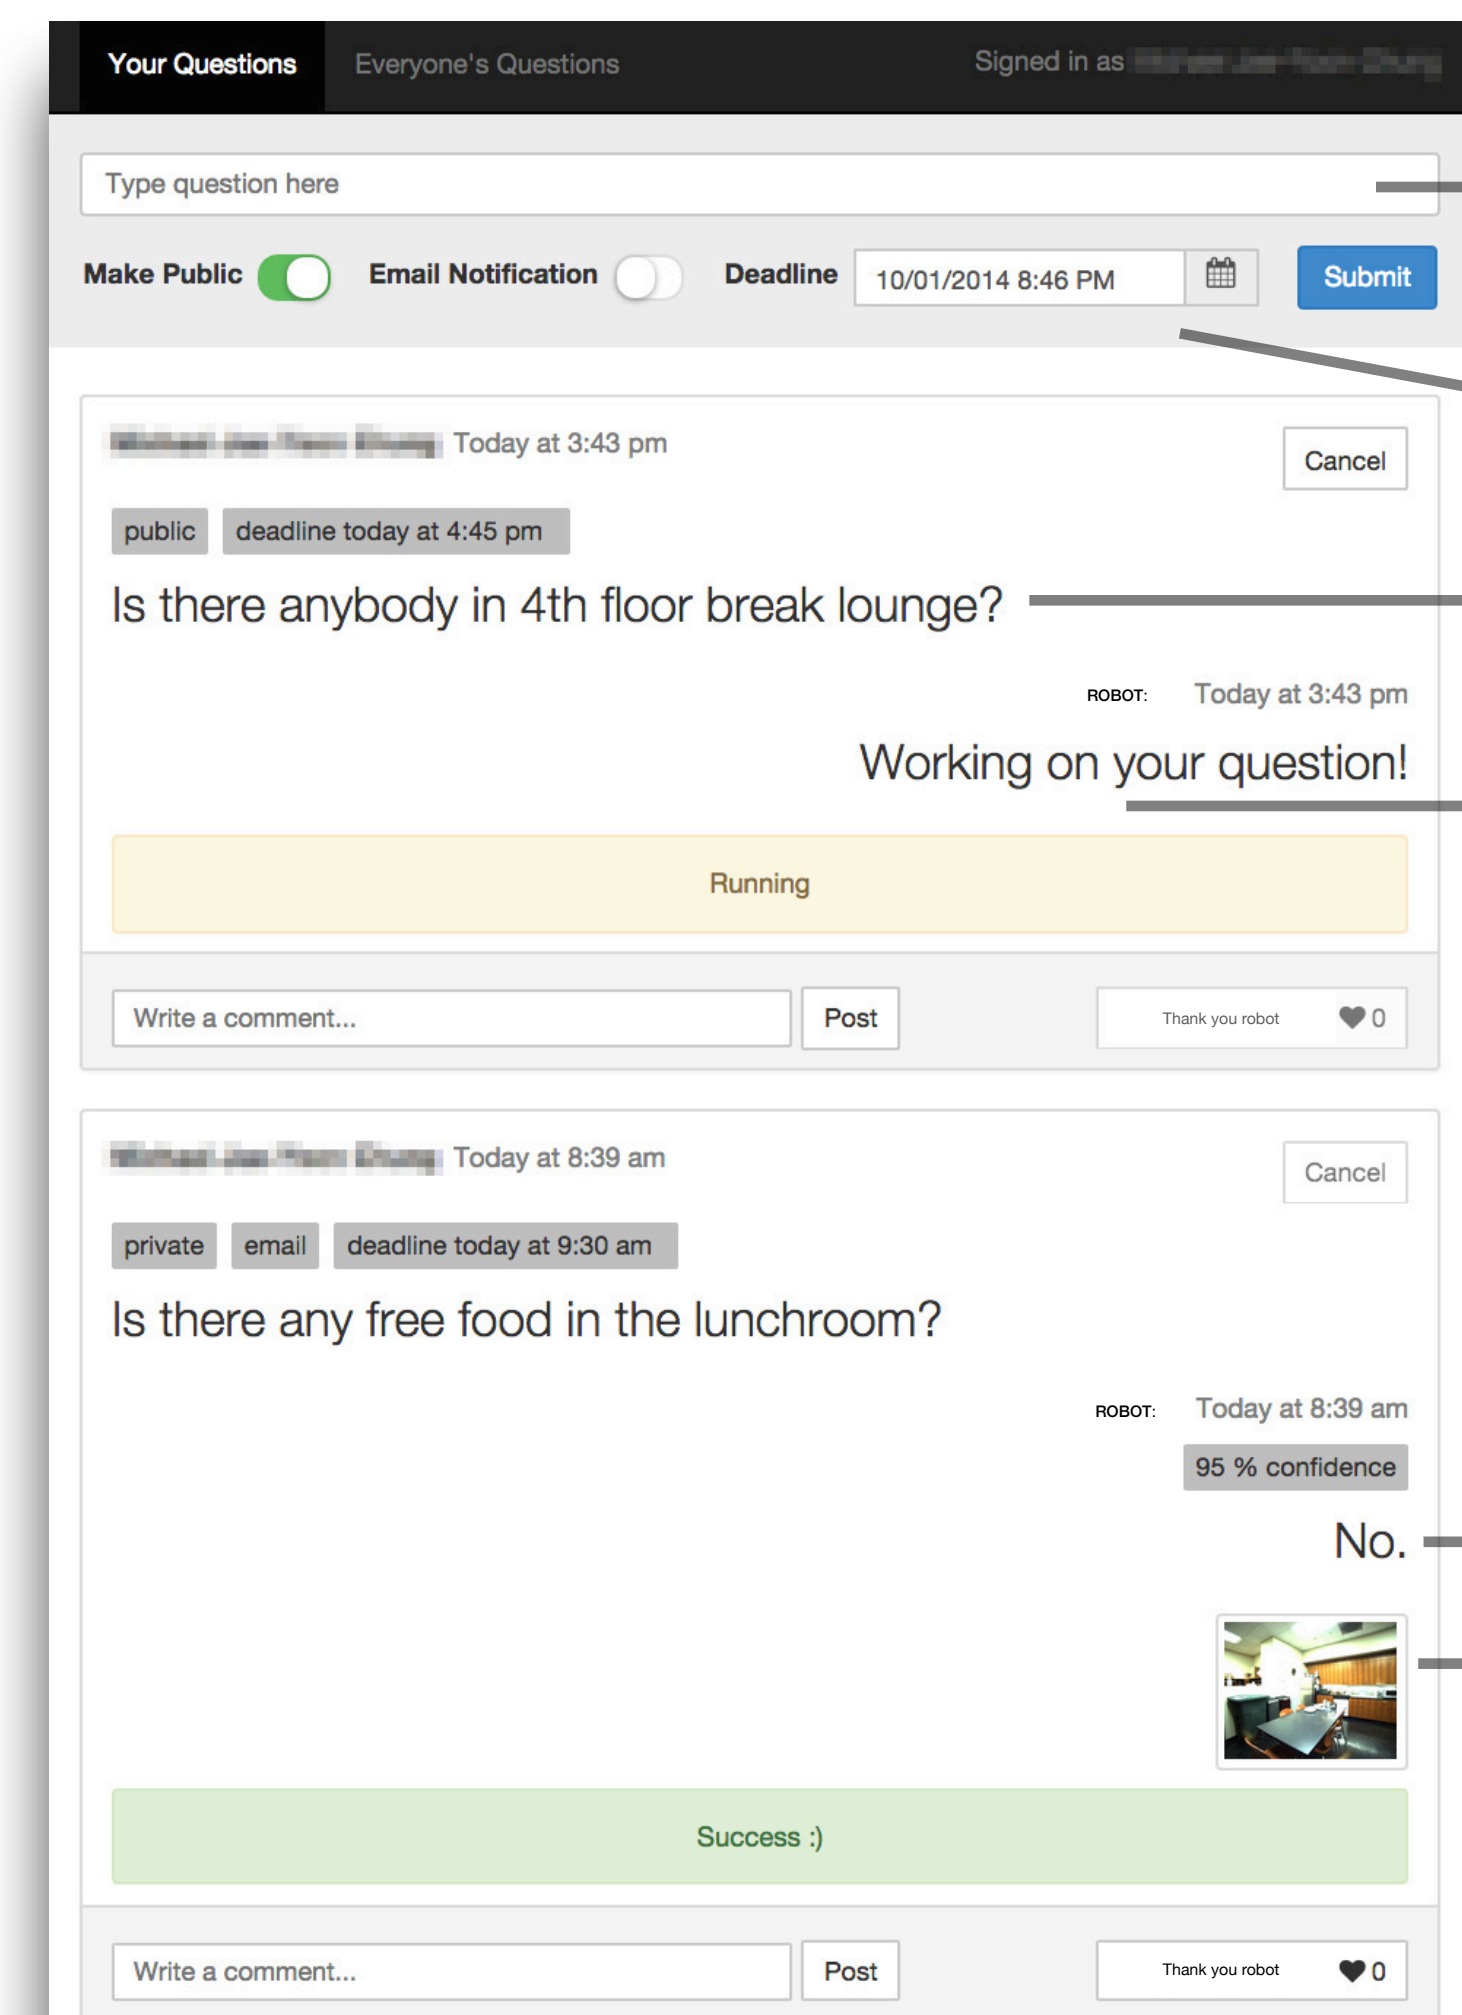 Your Questions Everyone's Questions Signed in as
Type question here
Make Public Email Notification Deadline 10/01/2014 8:46 PM Submit
Today at 3:43 pm Cancel
public deadline today at 4:45 pm
Is there anybody in 4th floor break lounge?
ROBOT: Today at 3:43 pm
Working on your question!
Running
Write a comment... Post Thank you robot 0
Today at 8:39 am Cancel
private email deadline today at 9:30 am
Is there any free food in the lunchroom?
ROBOT: Today at 8:39 am
95 % confidence
No.
Success :)
Write a comment... Post Thank you robot 0